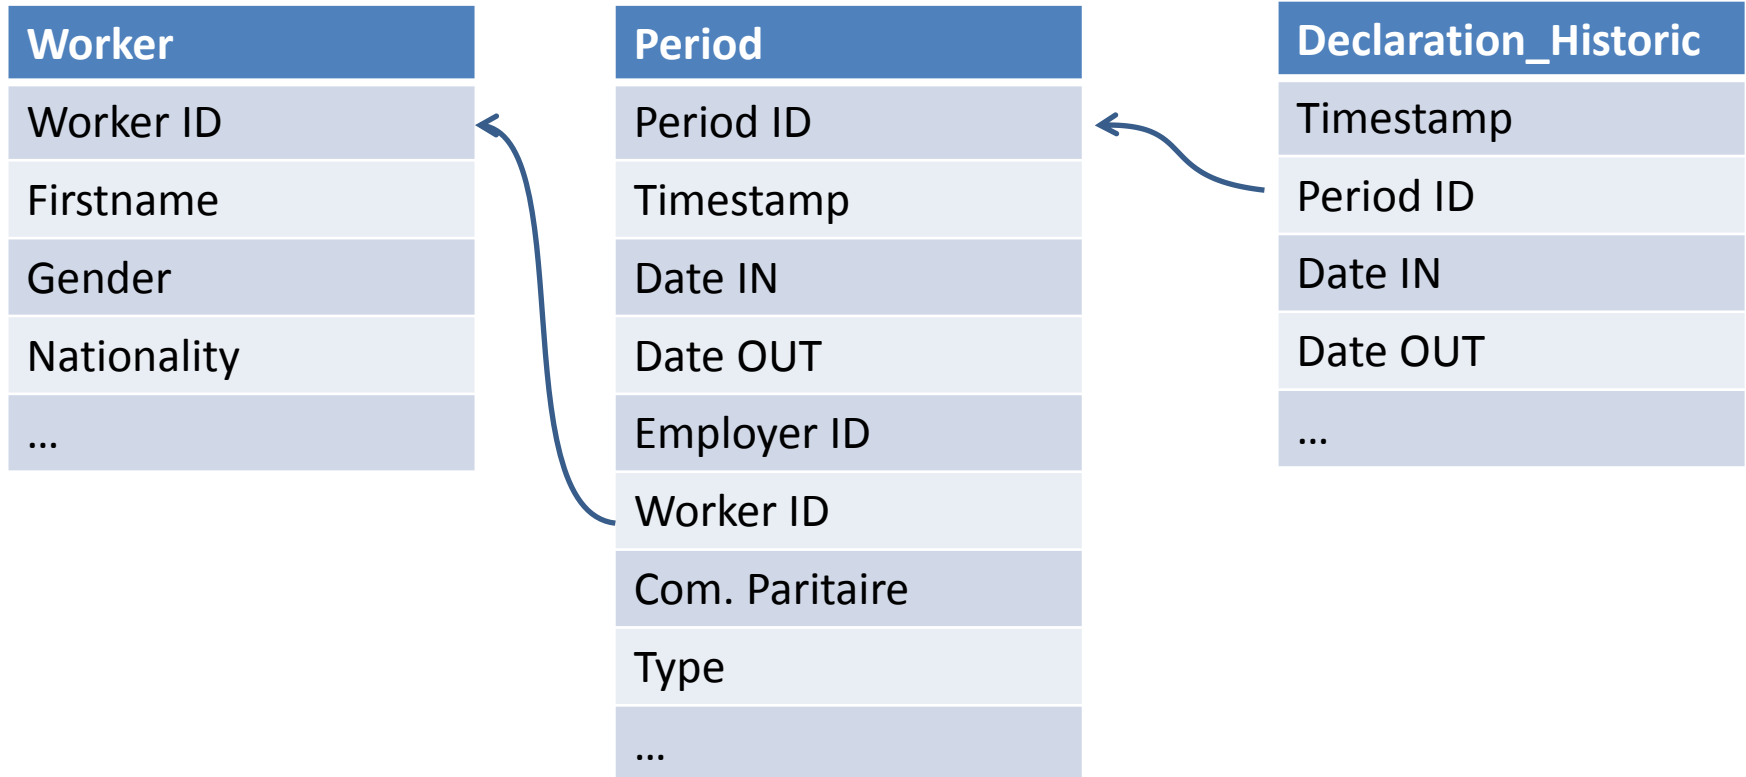 Worker
Worker ID
Firstname
Gender
Nationality
...
Period
Period ID
Timestamp
Date IN
Date OUT
Employer ID
Worker ID
Com. Paritaire
Type
...
Declaration_Historic
Timestamp
Period ID
Date IN
Date OUT
...